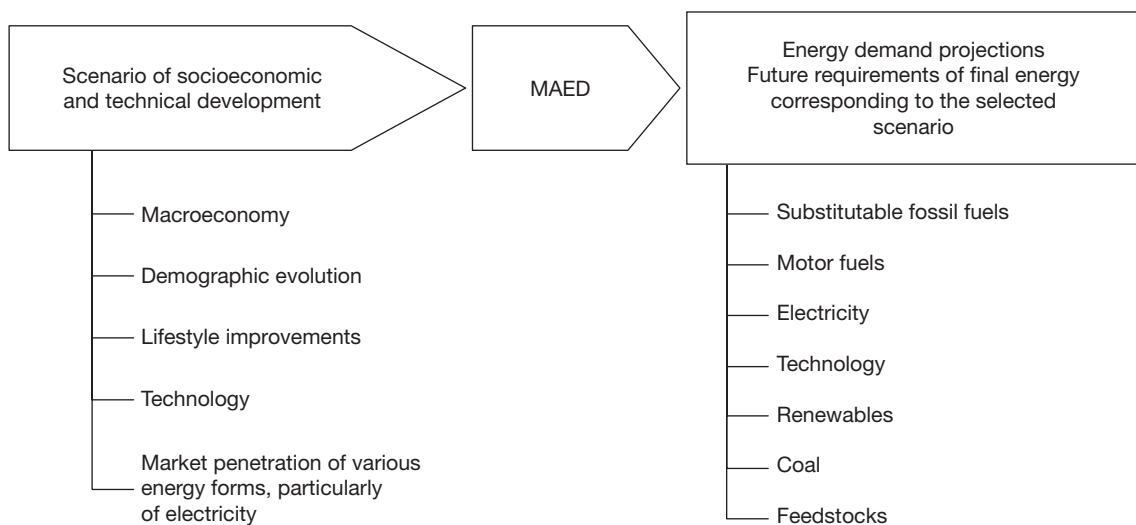 Scenario of socioeconomic
and technical development
MAED
Energy demand projections
Future requirements of final energy
corresponding to the selected
scenario
Macroeconomy
Demographic evolution
Lifestyle improvements
Technology
Market penetration of various
energy forms, particularly
of electricity
Substitutable fossil fuels
Motor fuels
Electricity
Technology
Renewables
Coal
Feedstocks